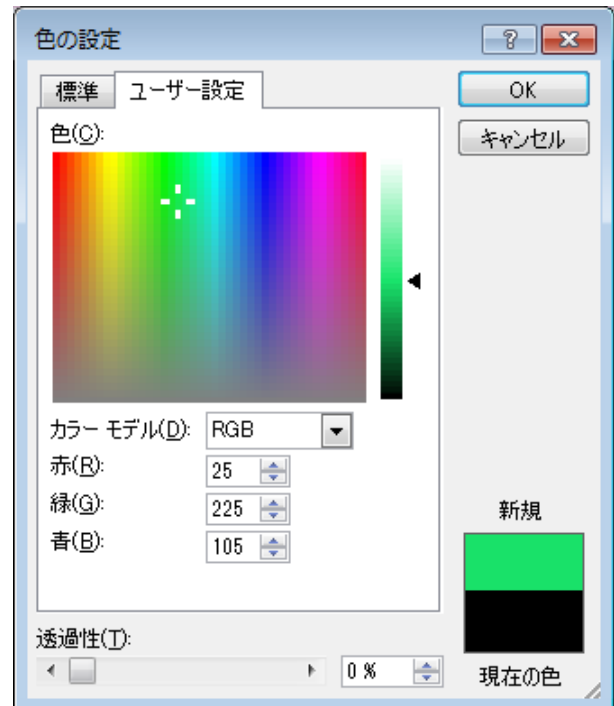 色の設定
標準 ユーザー設定
OK
キャンセル
色(C):
カラー モデル(D): RGB
赤(R): 25
緑(G): 225
青(B): 105
新規
現在の色
透過性(T):
0 %